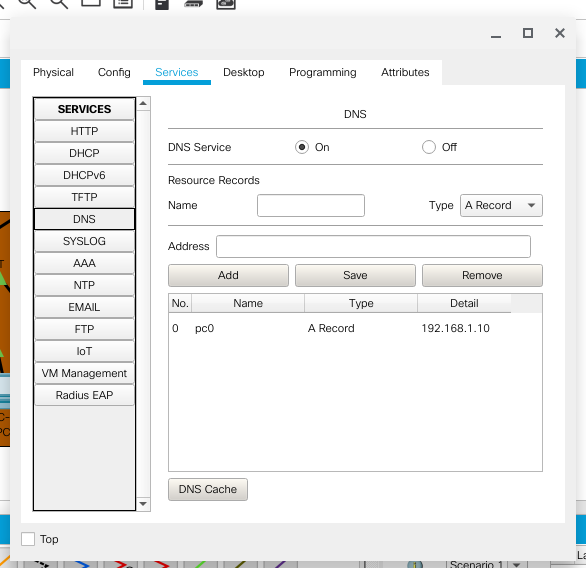 Physical Config Services Desktop Programming Attributes
SERVICES
HTTP
DHCP
DHCPv6
TFTP
DNS
SYSLOG
AAA
NTP
EMAIL
FTP
IoT
VM Management
Radius EAP
DNS
DNS Service On Off
Resource Records
Name Type A Record
Address
Add Save Remove
No. Name Type Detail
0 pc0 A Record 192.168.1.10
DNS Cache
Top
Scenario 1